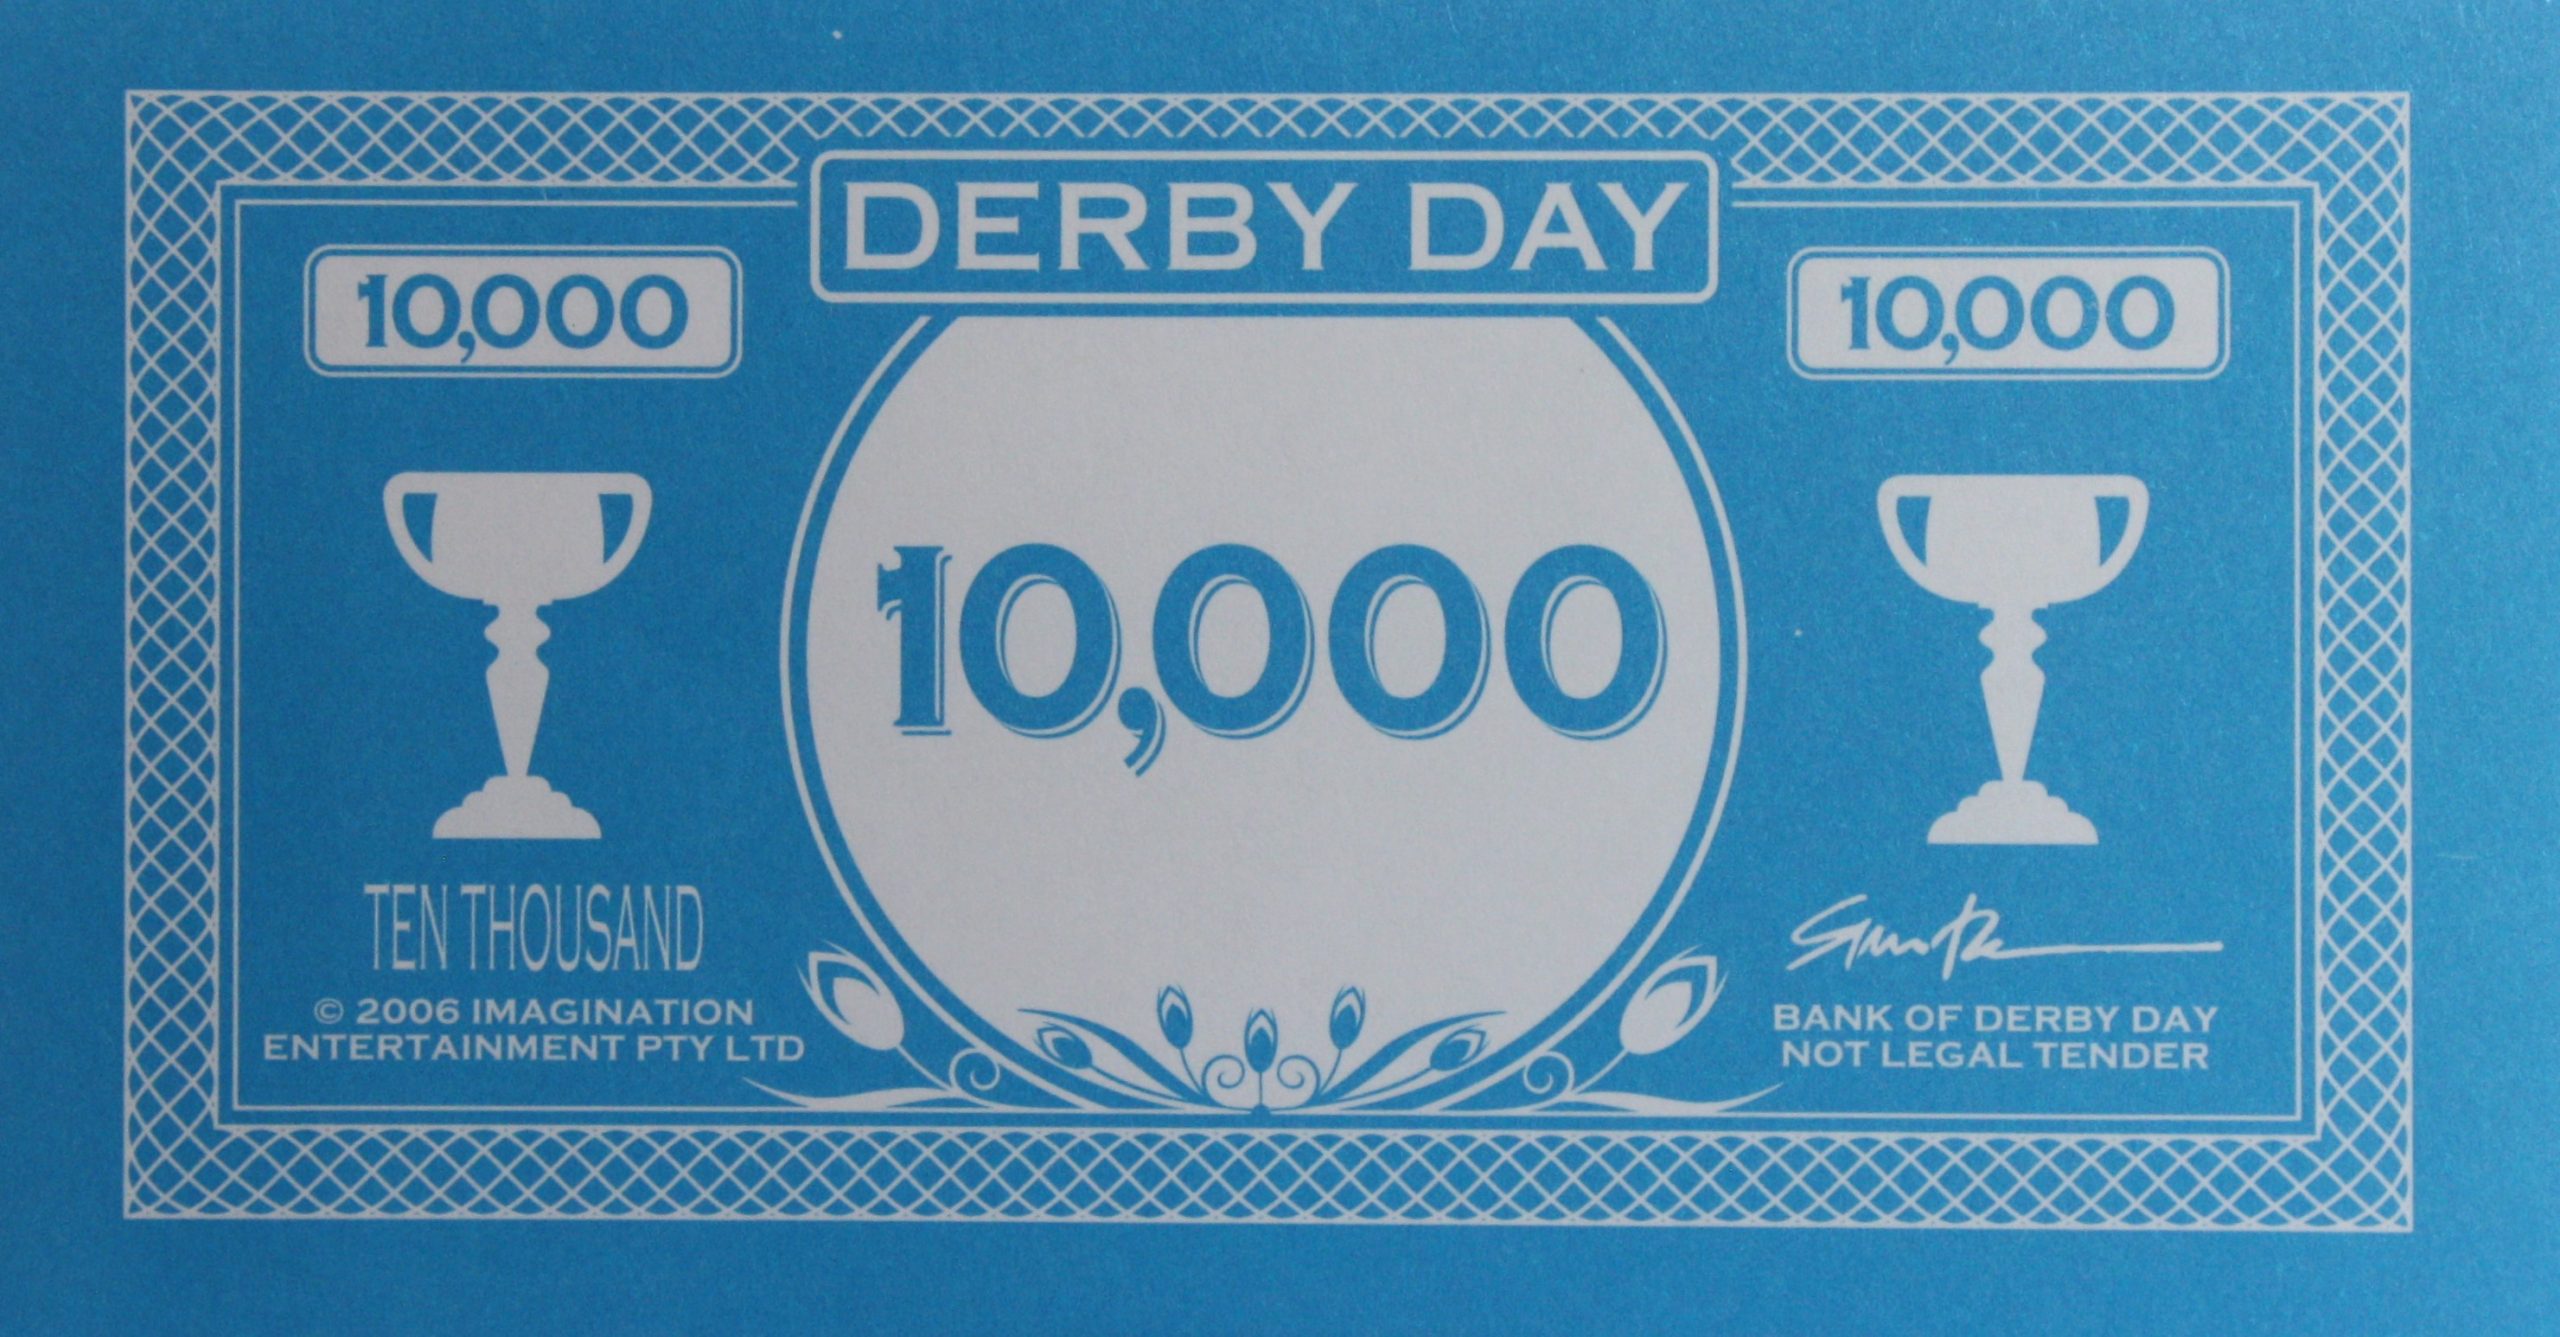 DERBY DAY
10,000
10,000
10,000
TEN THOUSAND
© 2006 IMAGINATION
ENTERTAINMENT PTY LTD
BANK OF DERBY DAY
NOT LEGAL TENDER